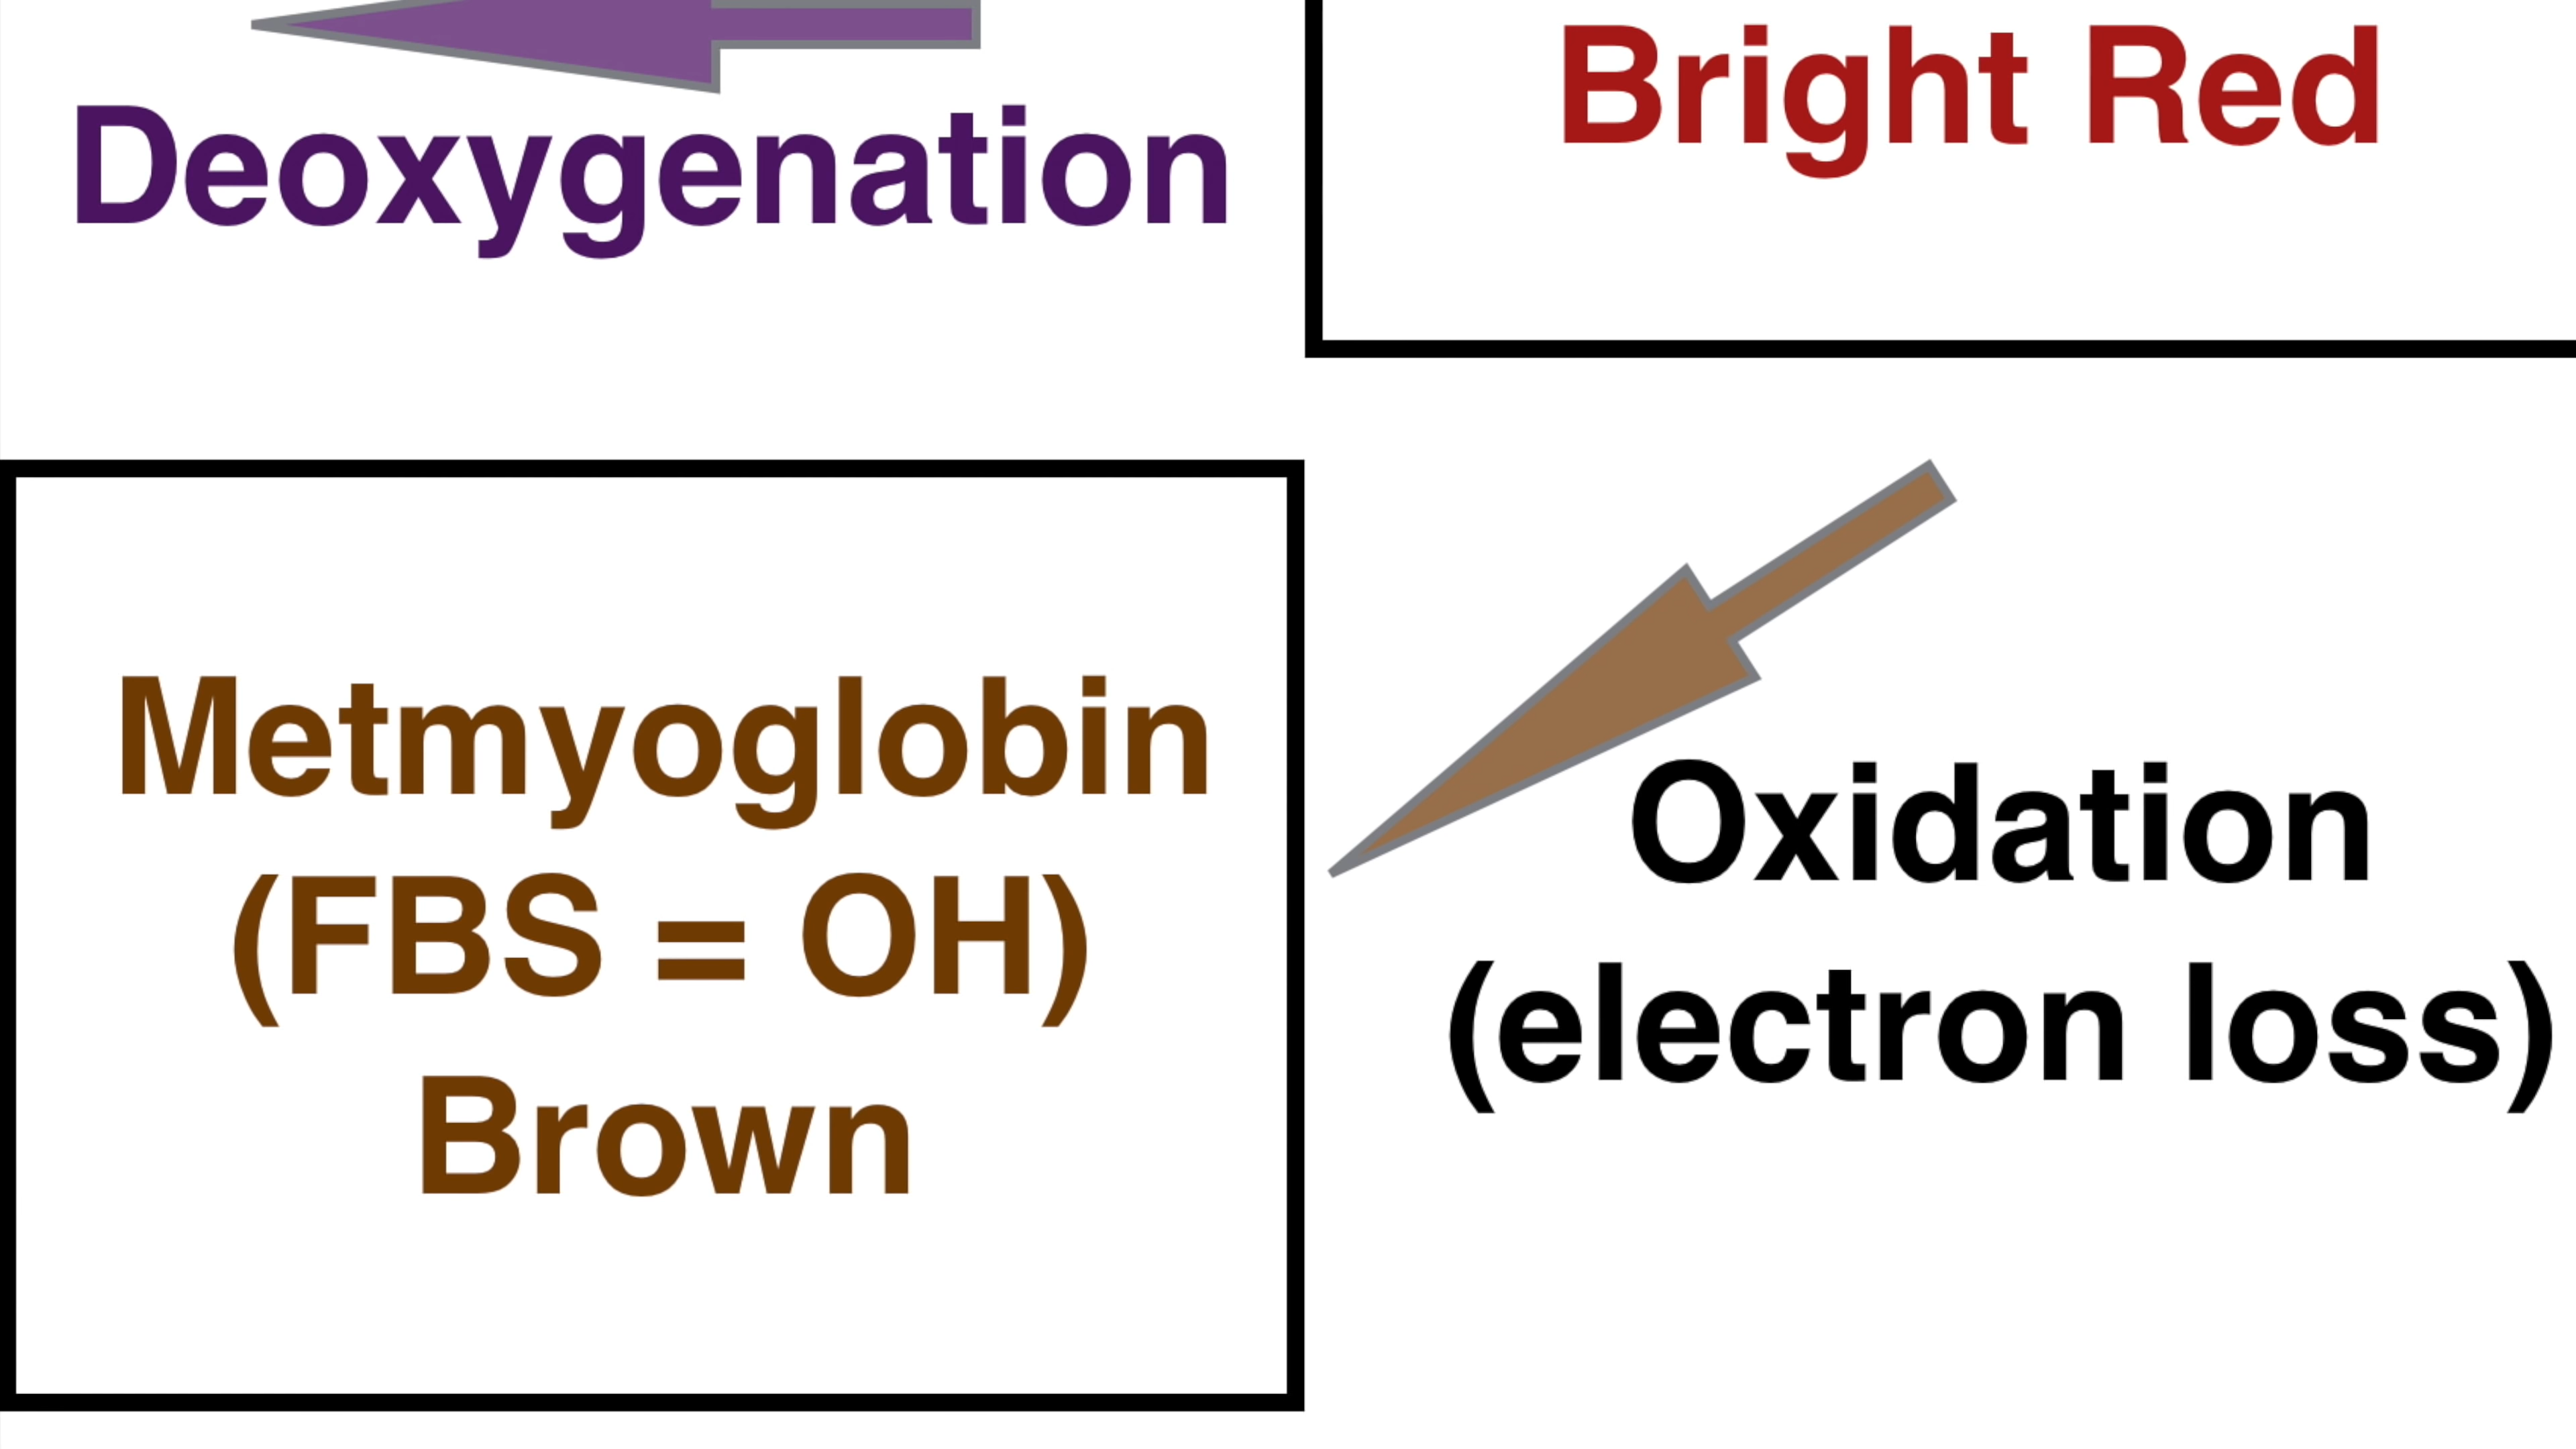 Bright Red
Deoxygenation
Metmyoglobin
(FBS = OH)
Brown
Oxidation
(electron loss)